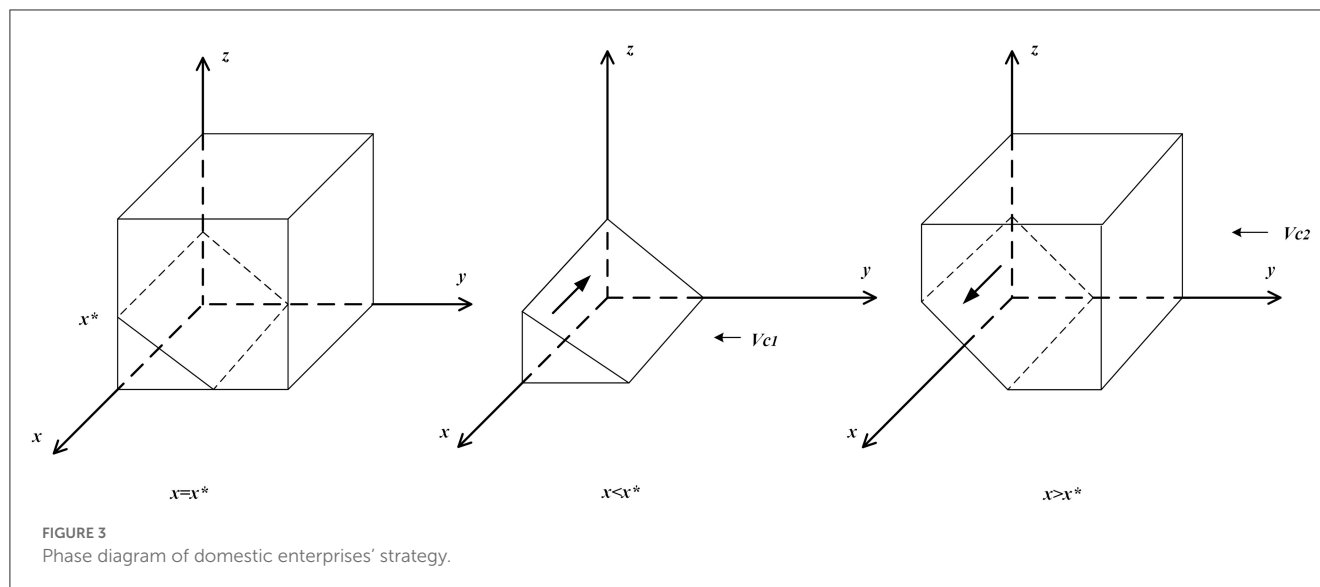 z
y
x*
x
x=x*
z
y
Vc1
x
x<x*
z
Vc2
y
x
x>x*
FIGURE 3
Phase diagram of domestic enterprises’ strategy.